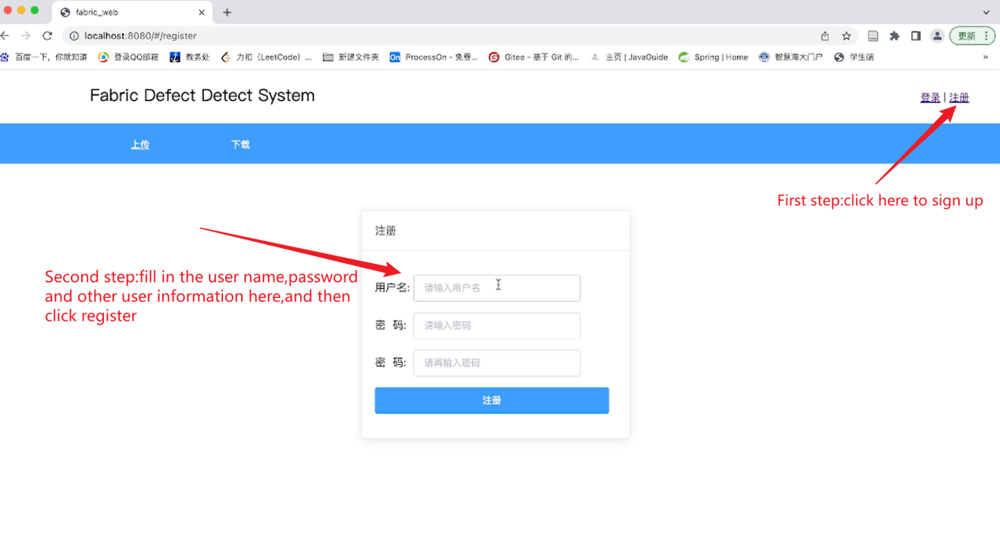 fabric_web
localhost:8080/#/register
更新
百度一下，你就知道 登录QQ邮箱 教务处 力扣（LeetCode）... 新建文件夹 On ProcessOn - 免费... Gitee - 基于 Git 的... 主页 | JavaGuide Spring | Home 智慧海大门户 学生端 »
Fabric Defect Detect System
登录 | 注册
上传 下载
First step:click here to sign up
注册
Second step:fill in the user name,password
and other user information here,and then
click register
用户名: 请输入用户名
密 码: 请输入密码
密 码: 请再输入密码
注册